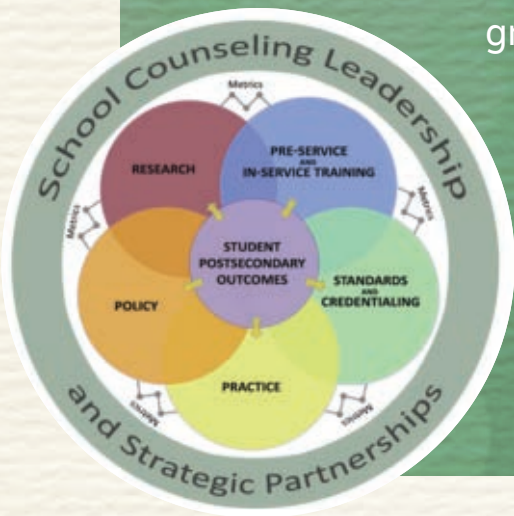 gr
School Counseling Leadership
and Strategic Partnerships
Metrics
RESEARCH
PRE-SERVICE
AND
IN-SERVICE TRAINING
Metrics
Metrics
STUDENT
POSTSECONDARY
OUTCOMES
STANDARDS
AND
CREDENTIALING
POLICY
PRACTICE
Metrics
Metrics